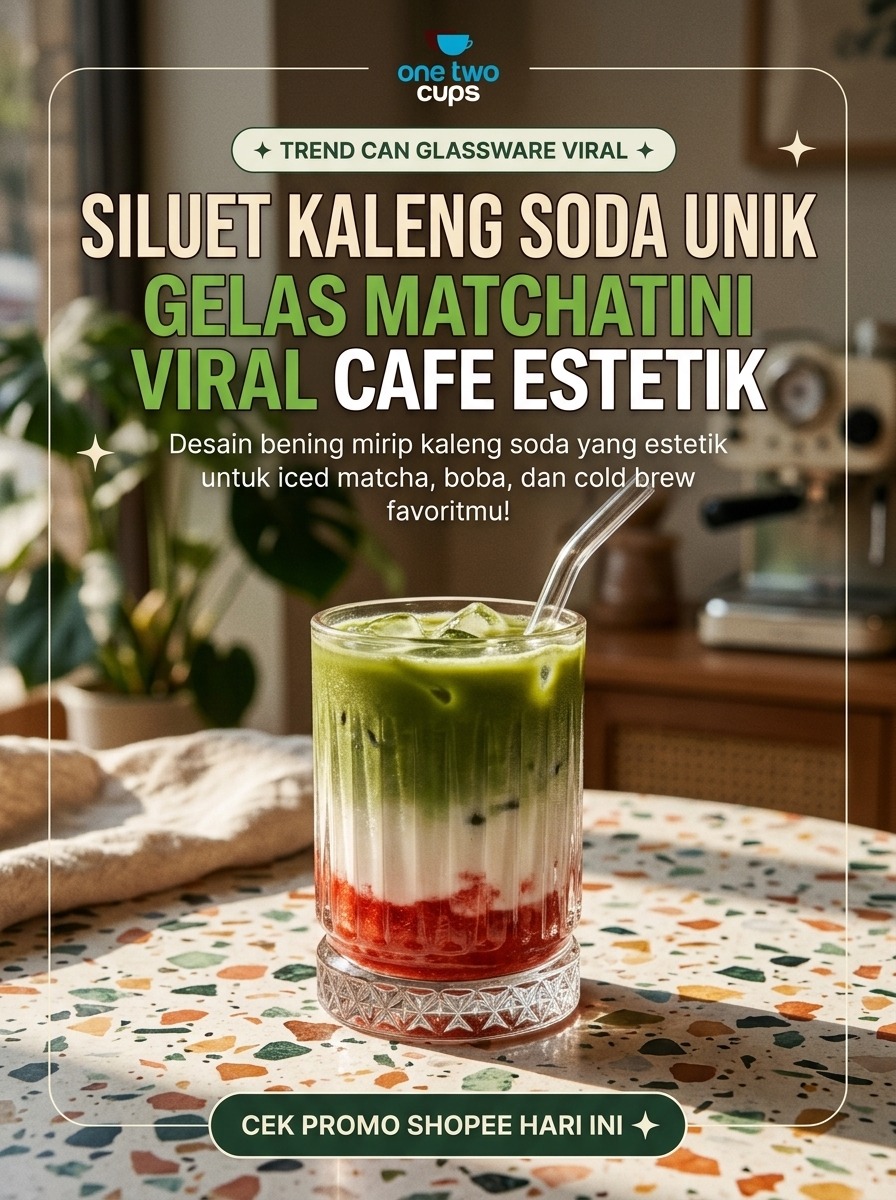 one two
cups
✦ TREND CAN GLASSWARE VIRAL ✦
SILUET KALENG SODA UNIK
GELAS MATCHATINI
VIRAL CAFE ESTETIK
Desain bening mirip kaleng soda yang estetik
untuk iced matcha, boba, dan cold brew
favoritmu!
CEK PROMO SHOPEE HARI INI ✦